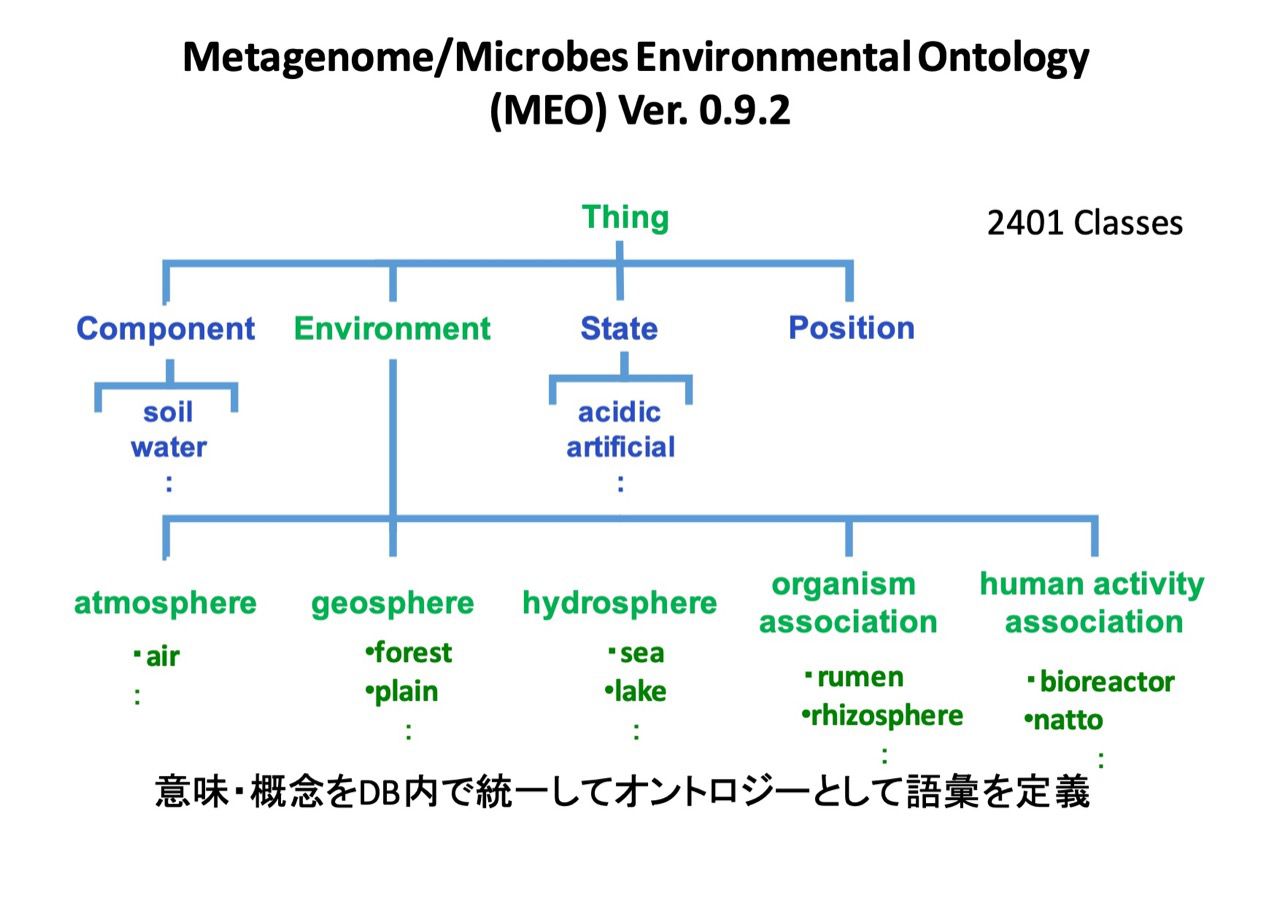 Metagenome/Microbes Environmental Ontology
(MEO) Ver. 0.9.2
Thing
2401 Classes
Component
Environment
State
Position
soil
water
:
acidic
artificial
:
atmosphere
・air
:
geosphere
•forest
•plain
:
hydrosphere
・sea
•lake
:
organism
association
・rumen
•rhizosphere
:
human activity
association
・bioreactor
•natto
:
意味・概念をDB内で統一してオントロジーとして語彙を定義